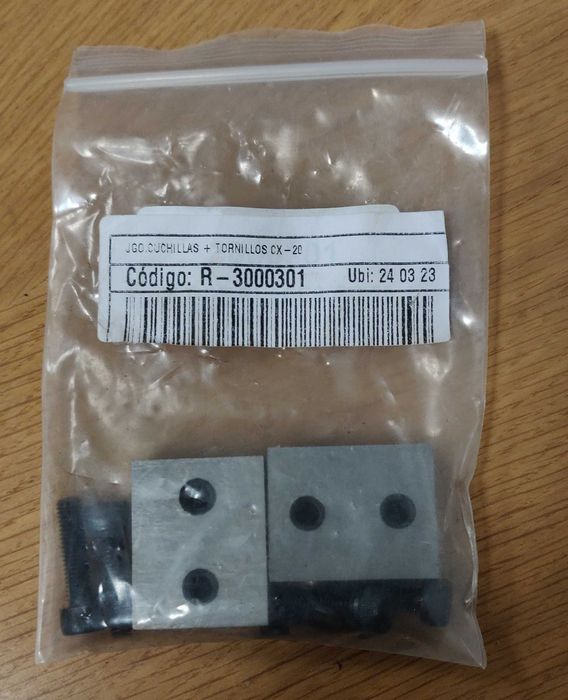 JGO.CUCHILLAS + TORNILLOS CX-20
Código: R-3000301 Ubi: 24 03 23